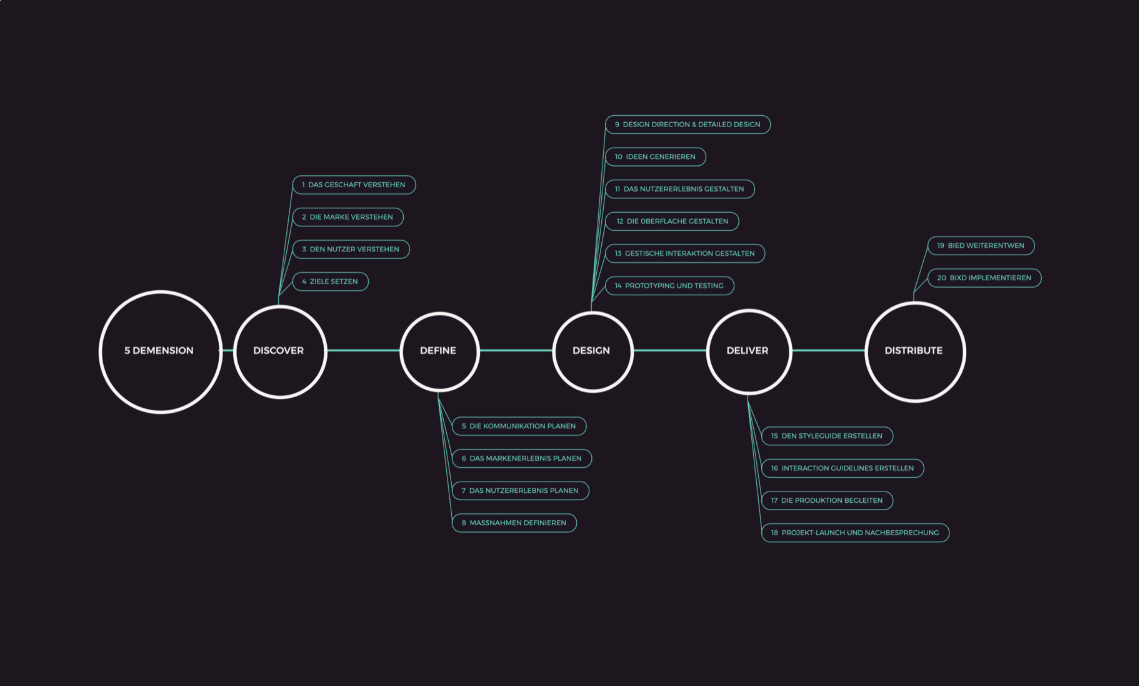 9 DESIGN DIRECTION & DETAILED DESIGN
10 IDEEN GENERIEREN
11 DAS NUTZERERLEBNIS GESTALTEN
12 DIE 0BERFLACHE GESTALTEN
13 GESTISCHE INTERAKTION GESTALTEN
14 PROTOTYPING UND TESTING
1 DAS GESCHAFT VERSTEHEN
2 DIE MARKE VERSTEHEN
3 DEN NUTZER VERSTEHEN
4 ZIELE SETZEN
19 BIED WEITERENTWEN
20 BIXD IMPLEMENTIEREN
5 DEMENSION
DISCOVER
DEFINE
DESIGN
DELIVER
DISTRIBUTE
5 DIE KOMMUNIKATION PLANEN
6 DAS MARKENERLEBNIS PLANEN
7 DAS NUTZERERLEBNIS PLANEN
8 MASSNAHMEN DEFINIEREN
15 DEN STYLEGUIDE ERSTELLEN
16 INTERACTION GUIDELINES ERSTELLEN
17 DIE PRODUKTION BEGLEITEN
18 PROJEKT-LAUNCH UND NACHBESPRECHUNG